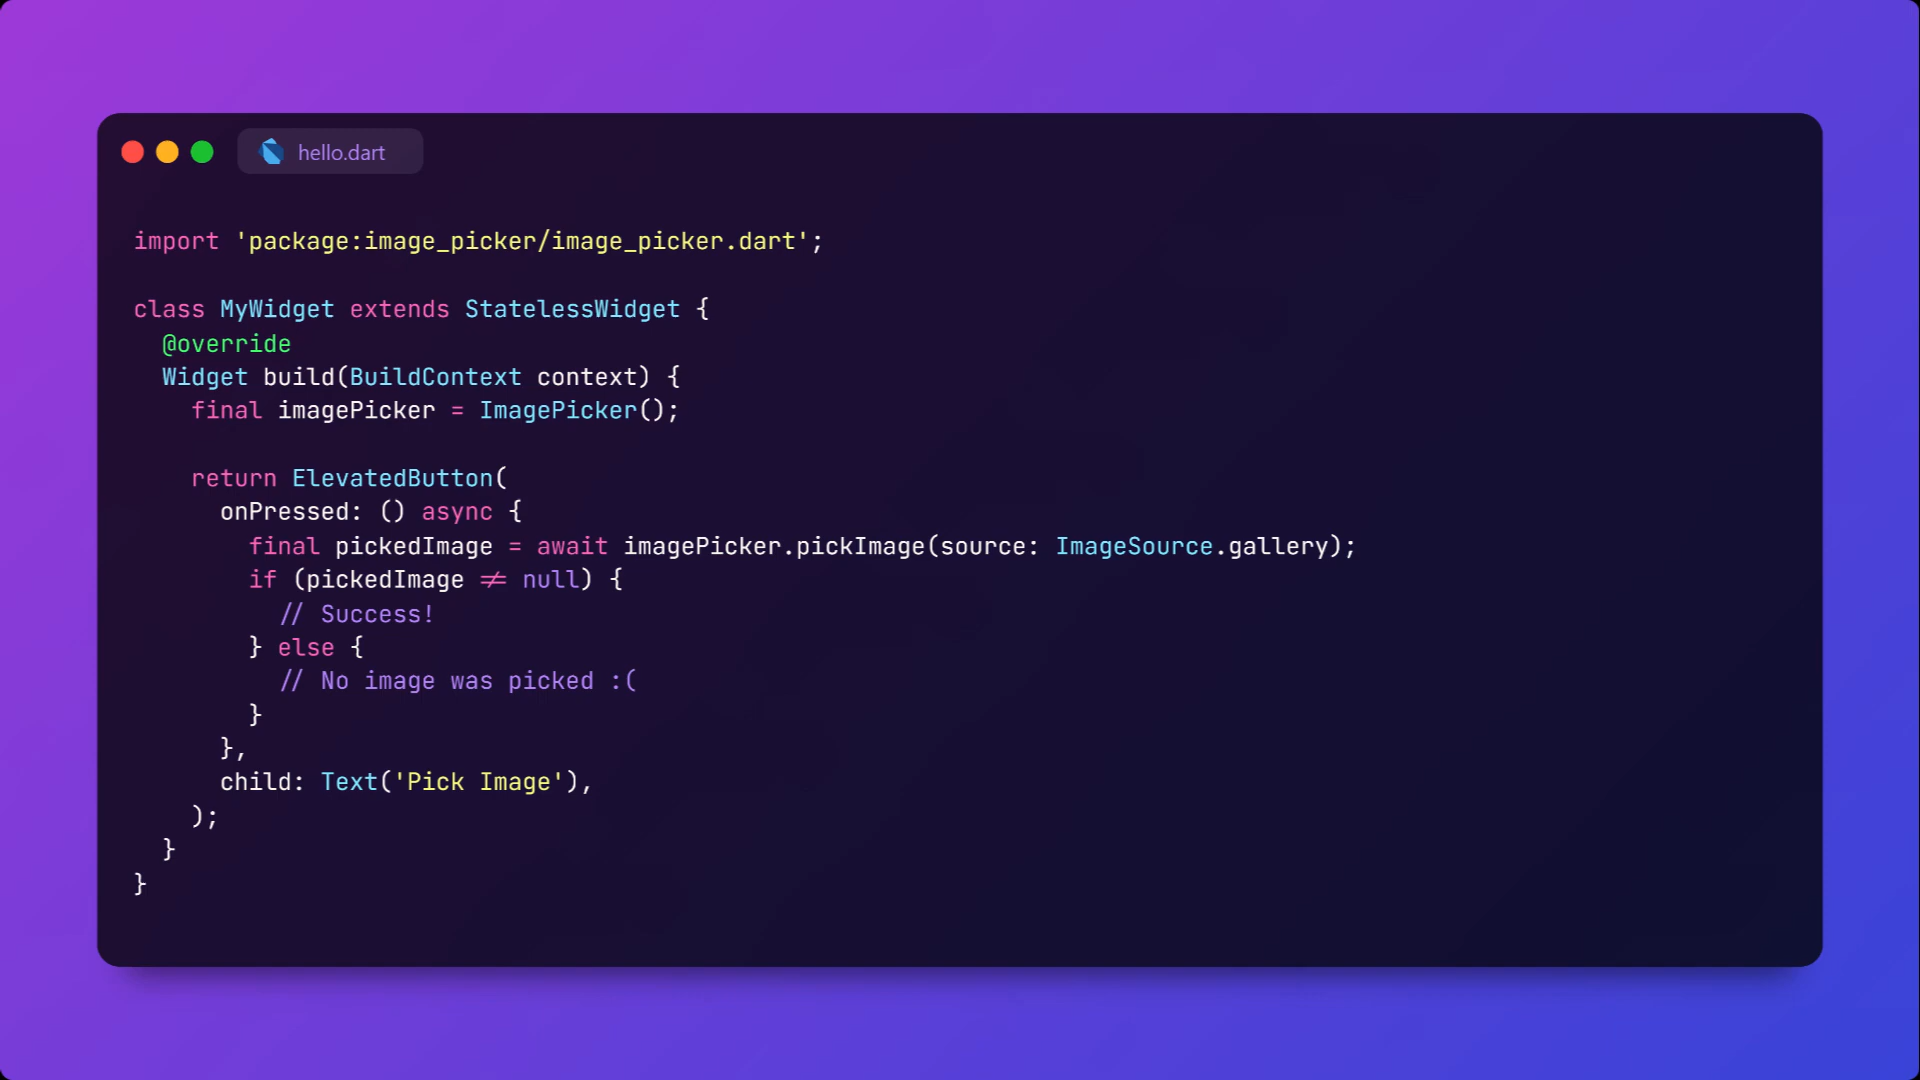 hello.dart
import 'package:image_picker/image_picker.dart';
class MyWidget extends StatelessWidget {
@override
Widget build(BuildContext context) {
final imagePicker = ImagePicker();
return ElevatedButton(
onPressed: () async {
final pickedImage = await imagePicker.pickImage(source: ImageSource.gallery);
if (pickedImage != null) {
// Success!
} else {
// No image was picked :(
}
},
child: Text('Pick Image'),
);
}
}